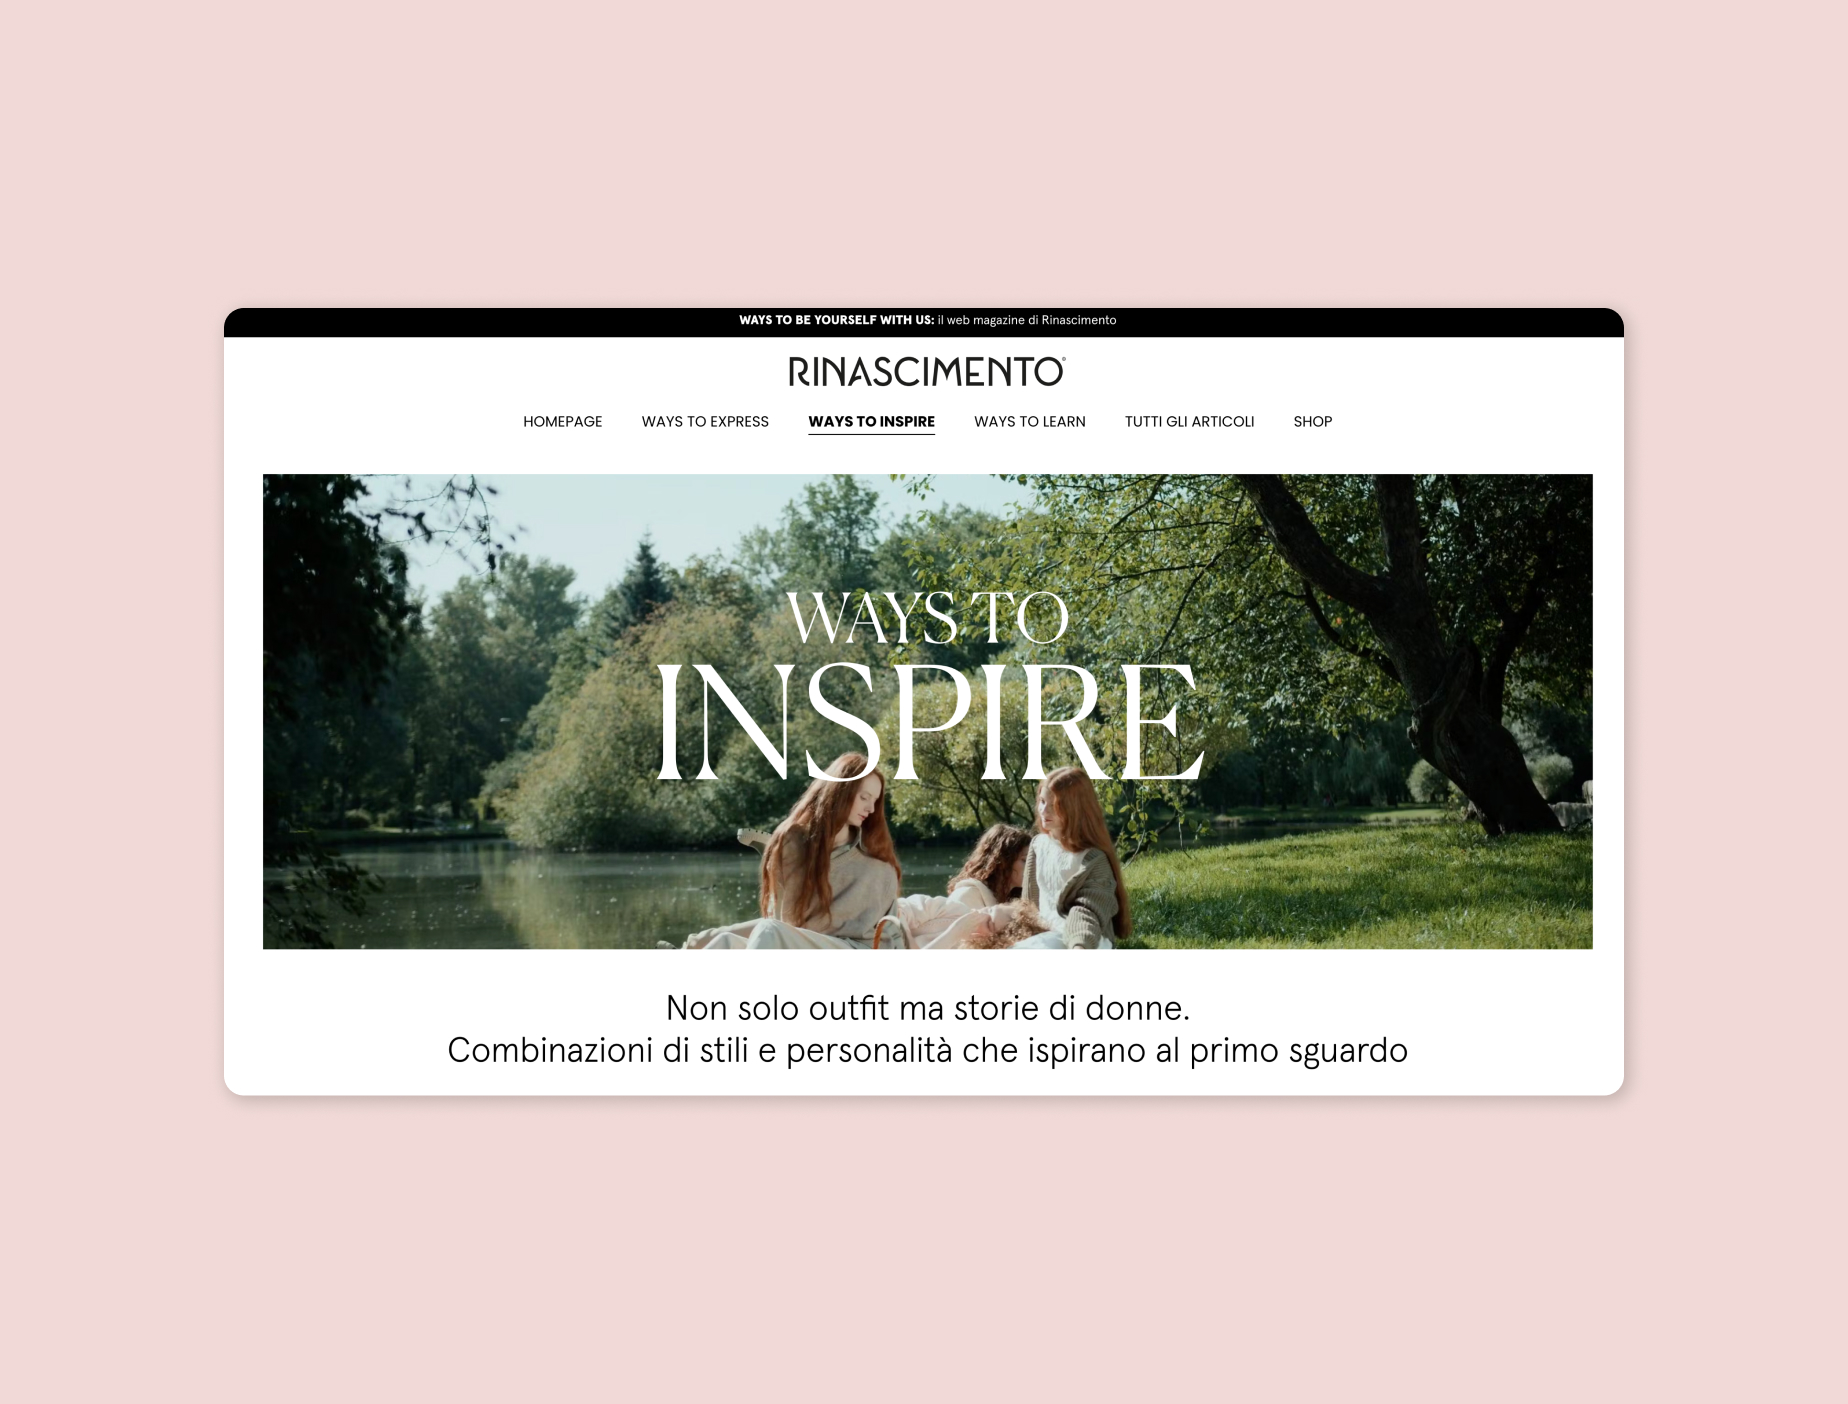 WAYS TO BE YOURSELF WITH US: il web magazine di Rinascimento
RINASCIMENTO®
HOMEPAGE WAYS TO EXPRESS WAYS TO INSPIRE WAYS TO LEARN TUTTI GLI ARTICOLI SHOP
WAYS TO
INSPIRE
Non solo outfit ma storie di donne.
Combinazioni di stili e personalità che ispirano al primo sguardo